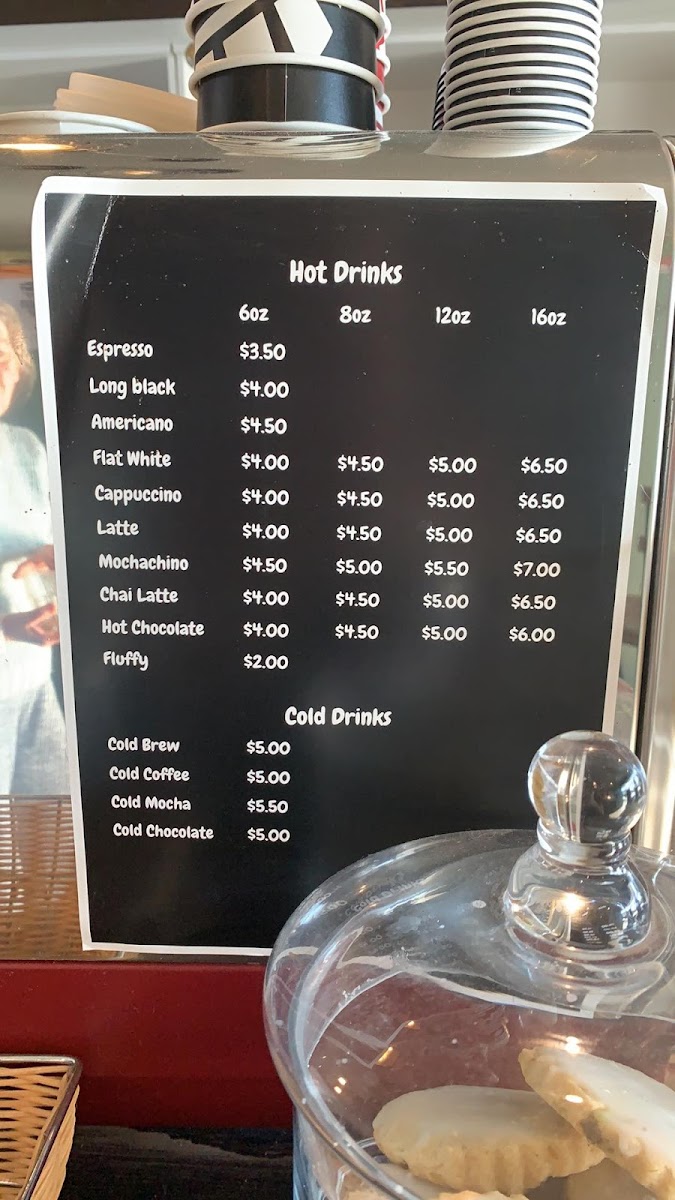 Hot Drinks
6oz 8oz 12oz 16oz
Espresso $3.50
Long black $4.00
Americano $4.50
Flat White $4.00 $4.50 $5.00 $6.50
Cappuccino $4.00 $4.50 $5.00 $6.50
Latte $4.00 $4.50 $5.00 $6.50
Mochachino $4.50 $5.00 $5.50 $7.00
Chai Latte $4.00 $4.50 $5.00 $6.50
Hot Chocolate $4.00 $4.50 $5.00 $6.00
Fluffy $2.00
Cold Drinks
Cold Brew $5.00
Cold Coffee $5.00
Cold Mocha $5.50
Cold Chocolate $5.00